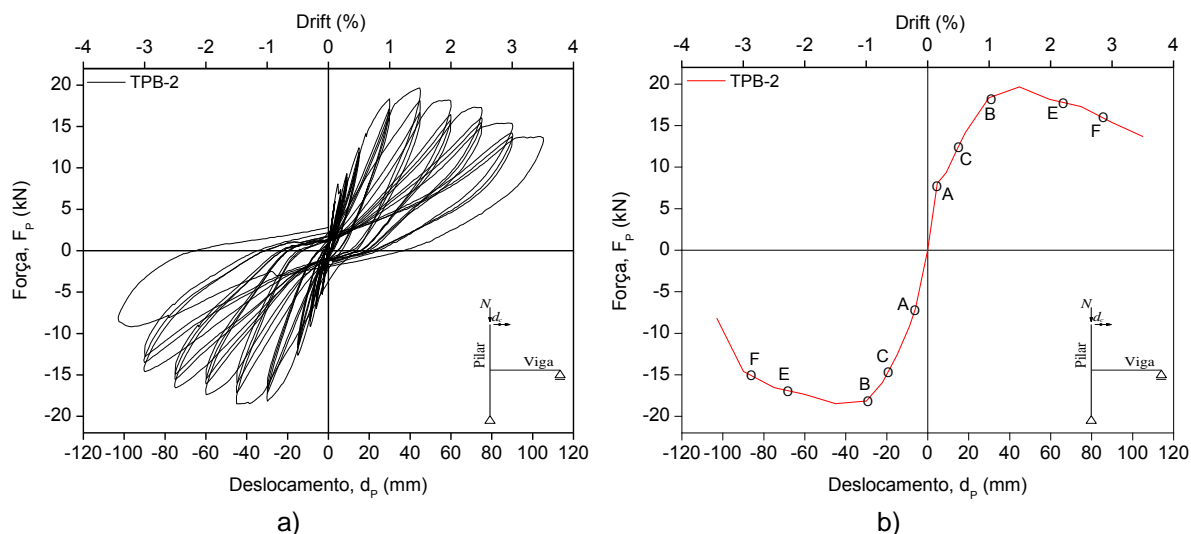 Drift (%)
-4 -3 -2 -1 0 1 2 3 4
TPB-2
20
15
10
5
0
-5
-10
-15
-20
Força, F_P (kN)
N
d_c
Pilar
Viga
-120 -100 -80 -60 -40 -20 0 20 40 60 80 100 120
Deslocamento, d_P (mm)
a)
Drift (%)
-4 -3 -2 -1 0 1 2 3 4
TPB-2
20
15
10
5
0
-5
-10
-15
-20
Força, F_P (kN)
B
E
F
C
A
A
C
B
F
E
N
d_c
Pilar
Viga
-120 -100 -80 -60 -40 -20 0 20 40 60 80 100 120
Deslocamento, d_P (mm)
b)